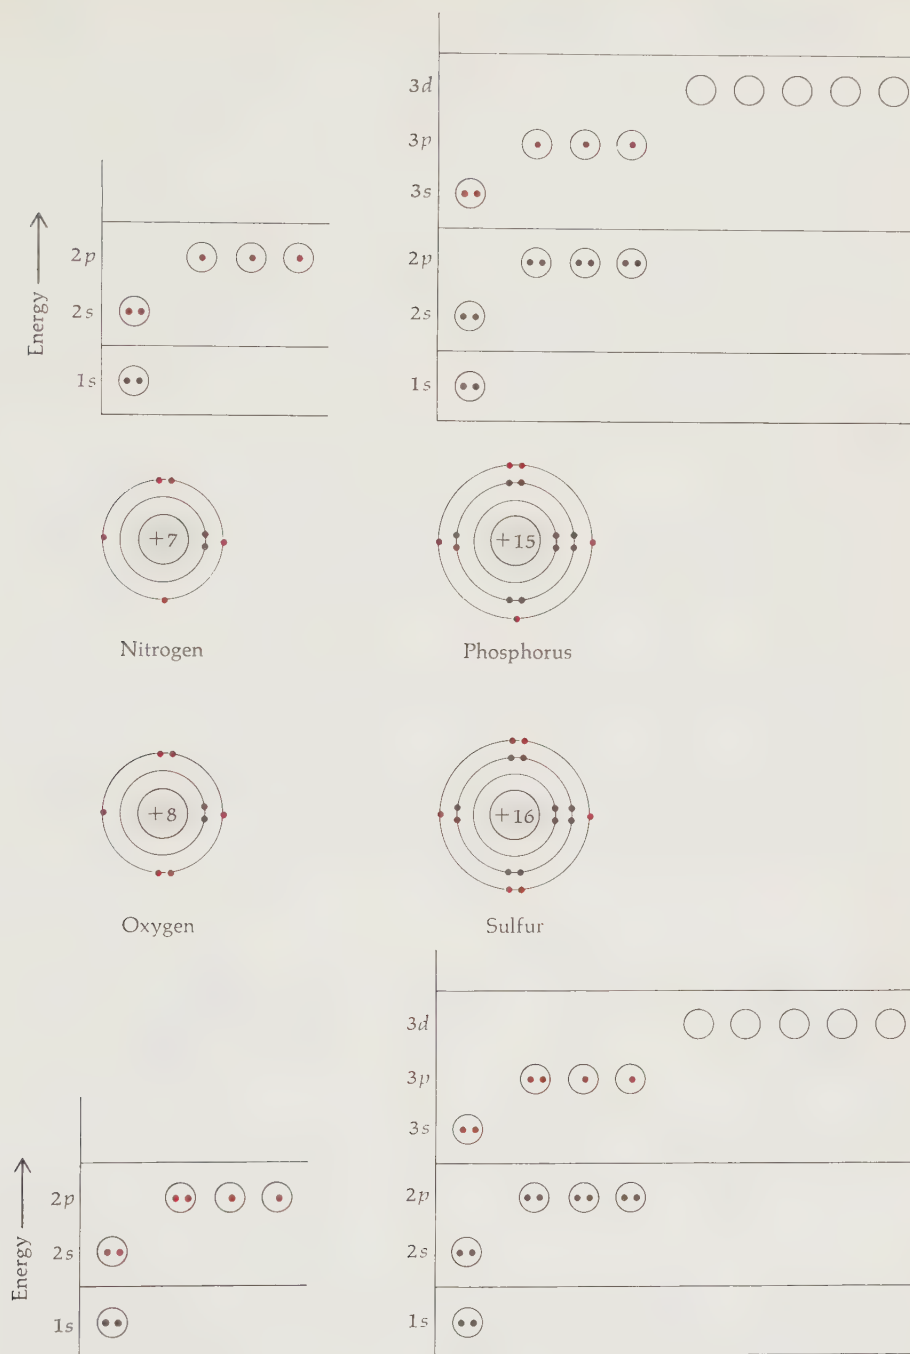 3d
3p
3s
2p
2s
1s
Energy
2p
2s
1s
+7
+15
Nitrogen
Phosphorus
+8
+16
Oxygen
Sulfur
3d
3p
3s
2p
2s
1s
Energy
2p
2s
1s